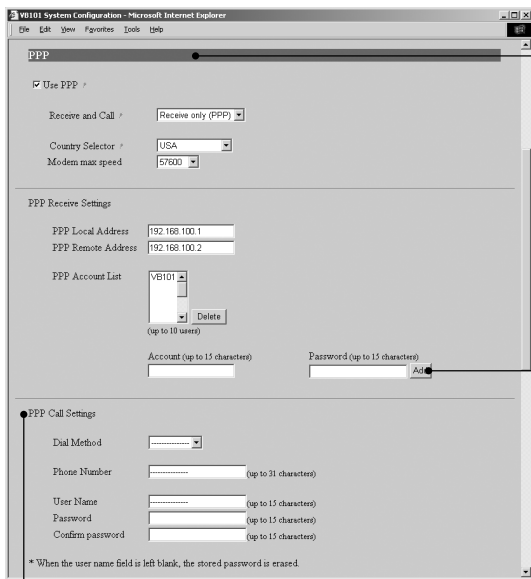 VB101 System Configuration - Microsoft Internet Explorer
File Edit View Favorites Tools Help
PPP
Use PPP ?
Receive and Call ? Receive only (PPP)
Country Selector ? USA
Modem max speed 57600
PPP Receive Settings
PPP Local Address 192.168.100.1
PPP Remote Address 192.168.100.2
PPP Account List VB101
Delete
(up to 10 users)
Account (up to 15 characters) Password (up to 15 characters)
Add
PPP Call Settings
Dial Method ---------------
Phone Number --------------- (up to 31 characters)
User Name --------------- (up to 15 characters)
Password (up to 15 characters)
Confirm password (up to 15 characters)
* When the user name field is left blank, the stored password is erased.